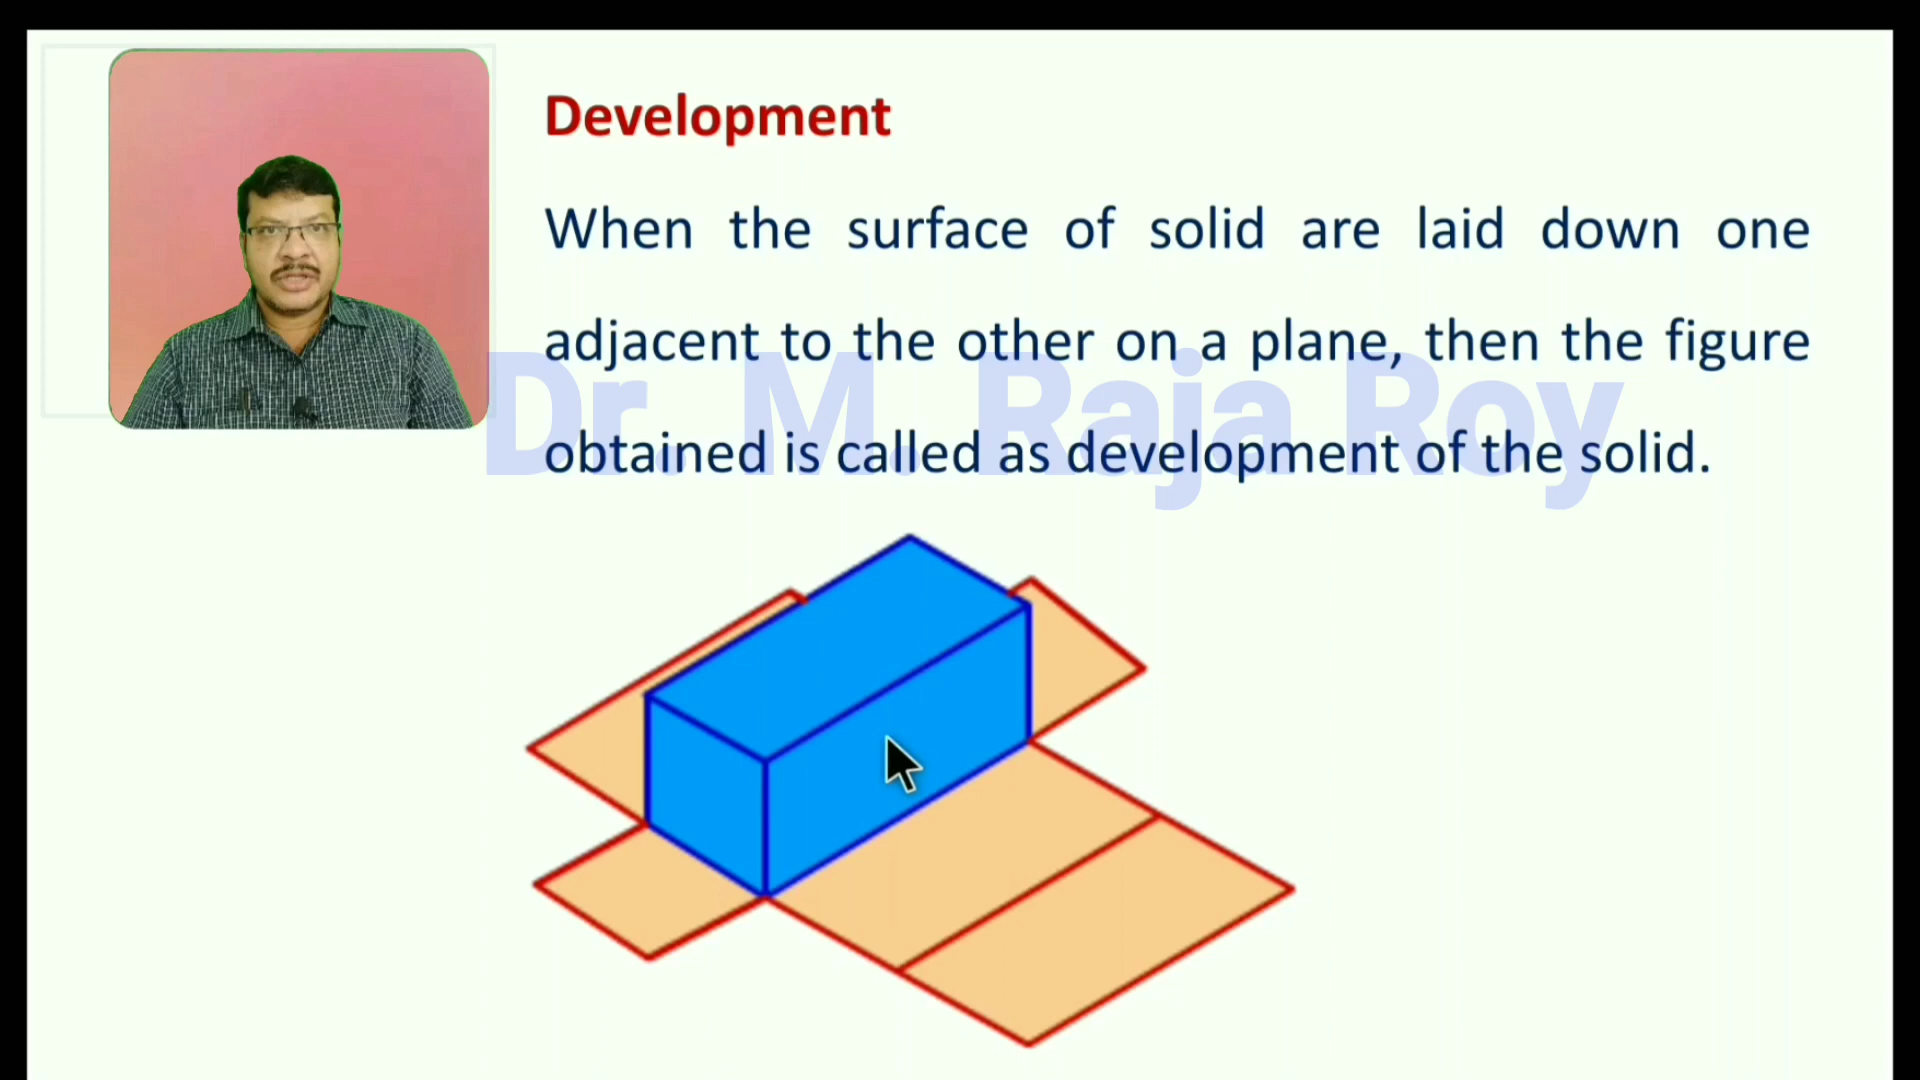 Development
When the surface of solid are laid down one
adjacent to the other on a plane, then the figure
obtained is called as development of the solid.
Dr. M. Raja Roy